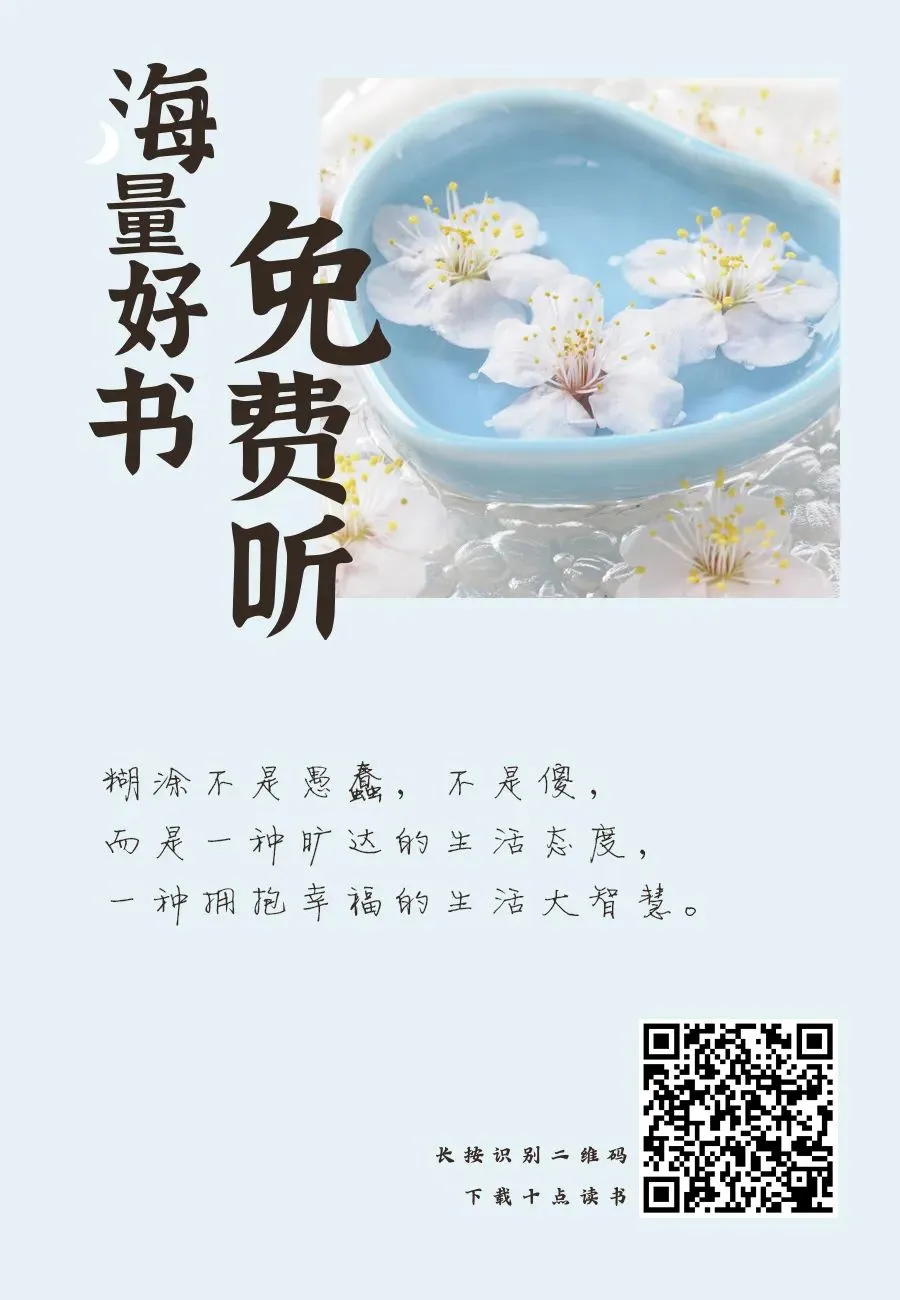 海量好书
免费听
糊涂不是愚蠢，不是傻，
而是一种旷达的生活态度，
一种拥抱幸福的生活大智慧。
长按识别二维码
下载十点读书